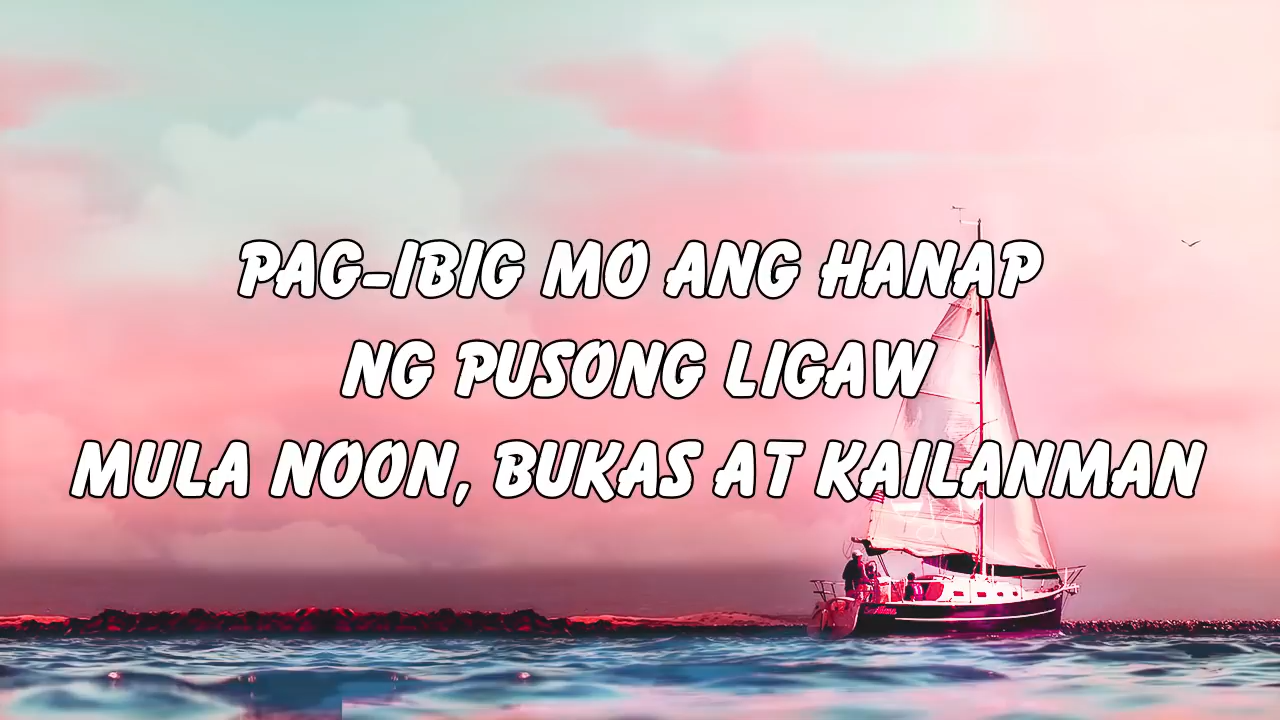 PAG-IBIG MO ANG HANAP
NG PUSONG LIGAW
MULA NOON, BUKAS AT KAILANMAN